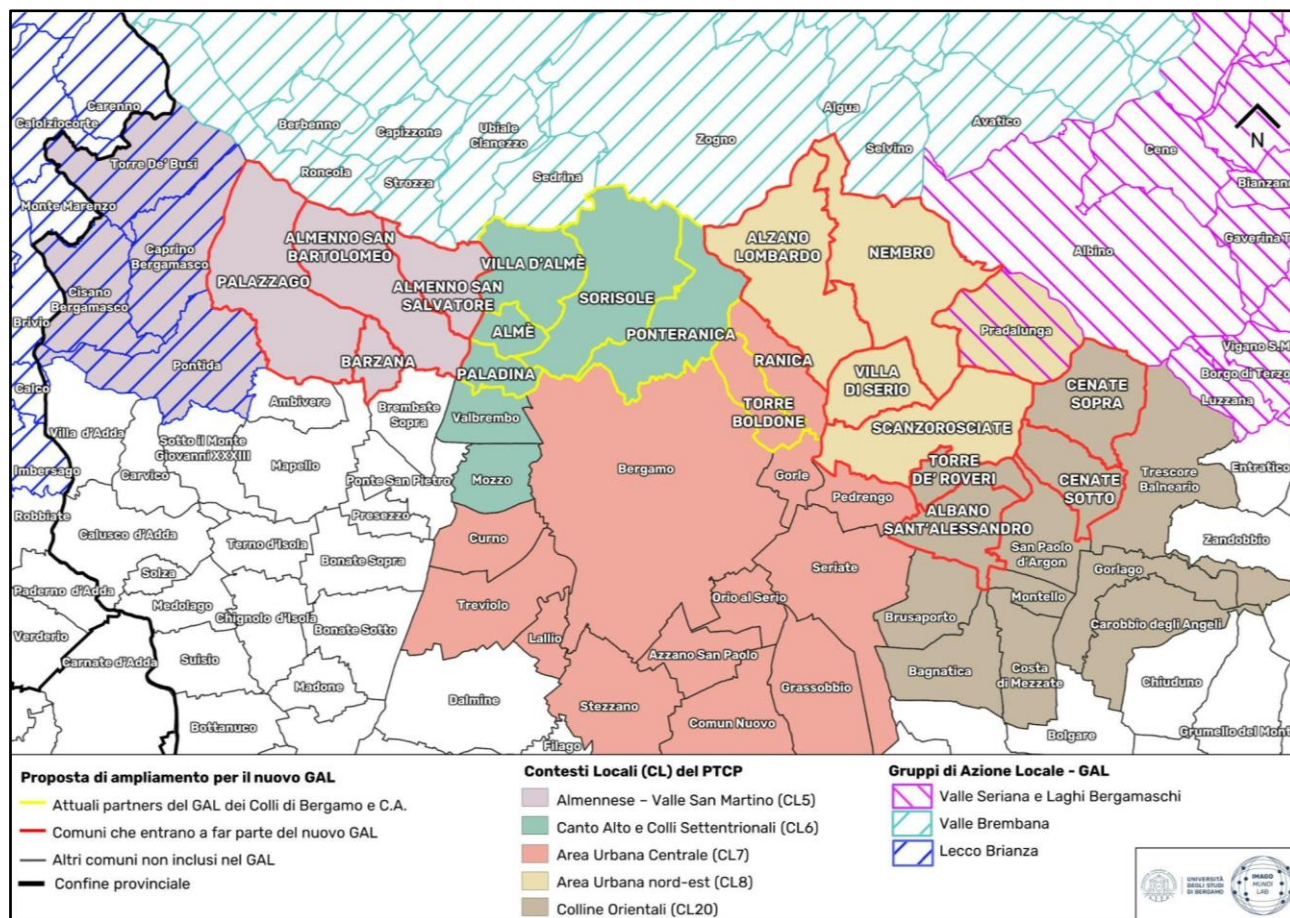 Carenno
Calolziocorte
Torre De' Busi
Monte Marenzo
Caprino
Bergamasco
Cisano
Bergamasco
Brivio
Pontida
Calco
Imbersago
Robbiate
Berbenno
Capizzone
Ubiale
Clanezzo
Roncola
Strozza
Sedrina
Zogno
Algua
Selvino
Aviatico
Cene
Bianzano
Gaverina T.
Albino
Vigano S.M.
Borgo di Terzo
Luzzana
N
PALAZZAGO
ALMENNO SAN
BARTOLOMEO
ALMENNO SAN
SALVATORE
BARZANA
VILLA D'ALMÈ
ALMÈ
PALADINA
SORISOLE
PONTERANICA
RANICA
TORRE
BOLDONE
ALZANO
LOMBARDO
NEMBRO
Pradalunga
VILLA
DI SERIO
SCANZOROSCIATE
CENATE
SOPRA
CENATE
SOTTO
TORRE
DE' ROVERI
ALBANO
SANT'ALESSANDRO
Trescore
Balneario
Entratico
Zandobbio
San Paolo
d'Argon
Gorlago
Montello
Carobbio degli Angeli
Brusaporto
Bagnatica
Costa
di Mezzate
Chiuduno
Bolgare
Grumello del Mont
Villa d'Adda
Sotto il Monte
Giovanni XXXIII
Carvico
Ambivere
Mapello
Brembate
Sopra
Ponte San Pietro
Presezzo
Valbrembo
Mozzo
Bergamo
Gorle
Pedrengo
Seriate
Curno
Treviolo
Lallio
Orio al Serio
Azzano San Paolo
Grassobbio
Stezzano
Comun Nuovo
Dalmine
Filago
Calusco d'Adda
Terno d'Isola
Bonate Sopra
Solza
Medolago
Chignolo d'Isola
Bonate Sotto
Paderno d'Adda
Verderio
Carnate d'Adda
Suisio
Madone
Bottanuco
Proposta di ampliamento per il nuovo GAL
Attuali partners del GAL dei Colli di Bergamo e C.A.
Comuni che entrano a far parte del nuovo GAL
Altri comuni non inclusi nel GAL
Confine provinciale
Contesti Locali (CL) del PTCP
Almennese – Valle San Martino (CL5)
Canto Alto e Colli Settentrionali (CL6)
Area Urbana Centrale (CL7)
Area Urbana nord-est (CL8)
Colline Orientali (CL20)
Gruppi di Azione Locale - GAL
Valle Seriana e Laghi Bergamaschi
Valle Brembana
Lecco Brianza
UNIVERSITÀ
DEGLI STUDI
DI BERGAMO
IMAGO
MUNDI
LAB